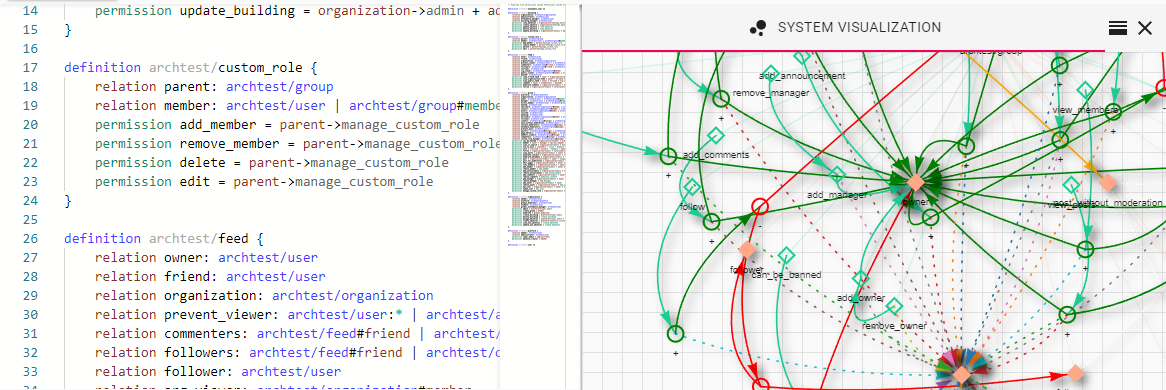 14 permission update_building = organization->admin + ad
15 }
16
17 definition archtest/custom_role {
18 relation parent: archtest/group
19 relation member: archtest/user | archtest/group#membe
20 permission add_member = parent->manage_custom_role
21 permission remove_member = parent->manage_custom_role
22 permission delete = parent->manage_custom_role
23 permission edit = parent->manage_custom_role
24 }
25
26 definition archtest/feed {
27 relation owner: archtest/user
28 relation friend: archtest/user
29 relation organization: archtest/organization
30 relation prevent_viewer: archtest/user:* | archtest/a
31 relation commenters: archtest/feed#friend | archtest/
32 relation followers: archtest/feed#friend | archtest/c
33 relation follower: archtest/user
SYSTEM VISUALIZATION
add_announcement
remove_manager
view_members
+
+
+
+
add_comments
+
add_manager
follow
owner
post_without_moderation
+
+
-
+
follower
can_be_banned
add_owner
remove_owner
+
+